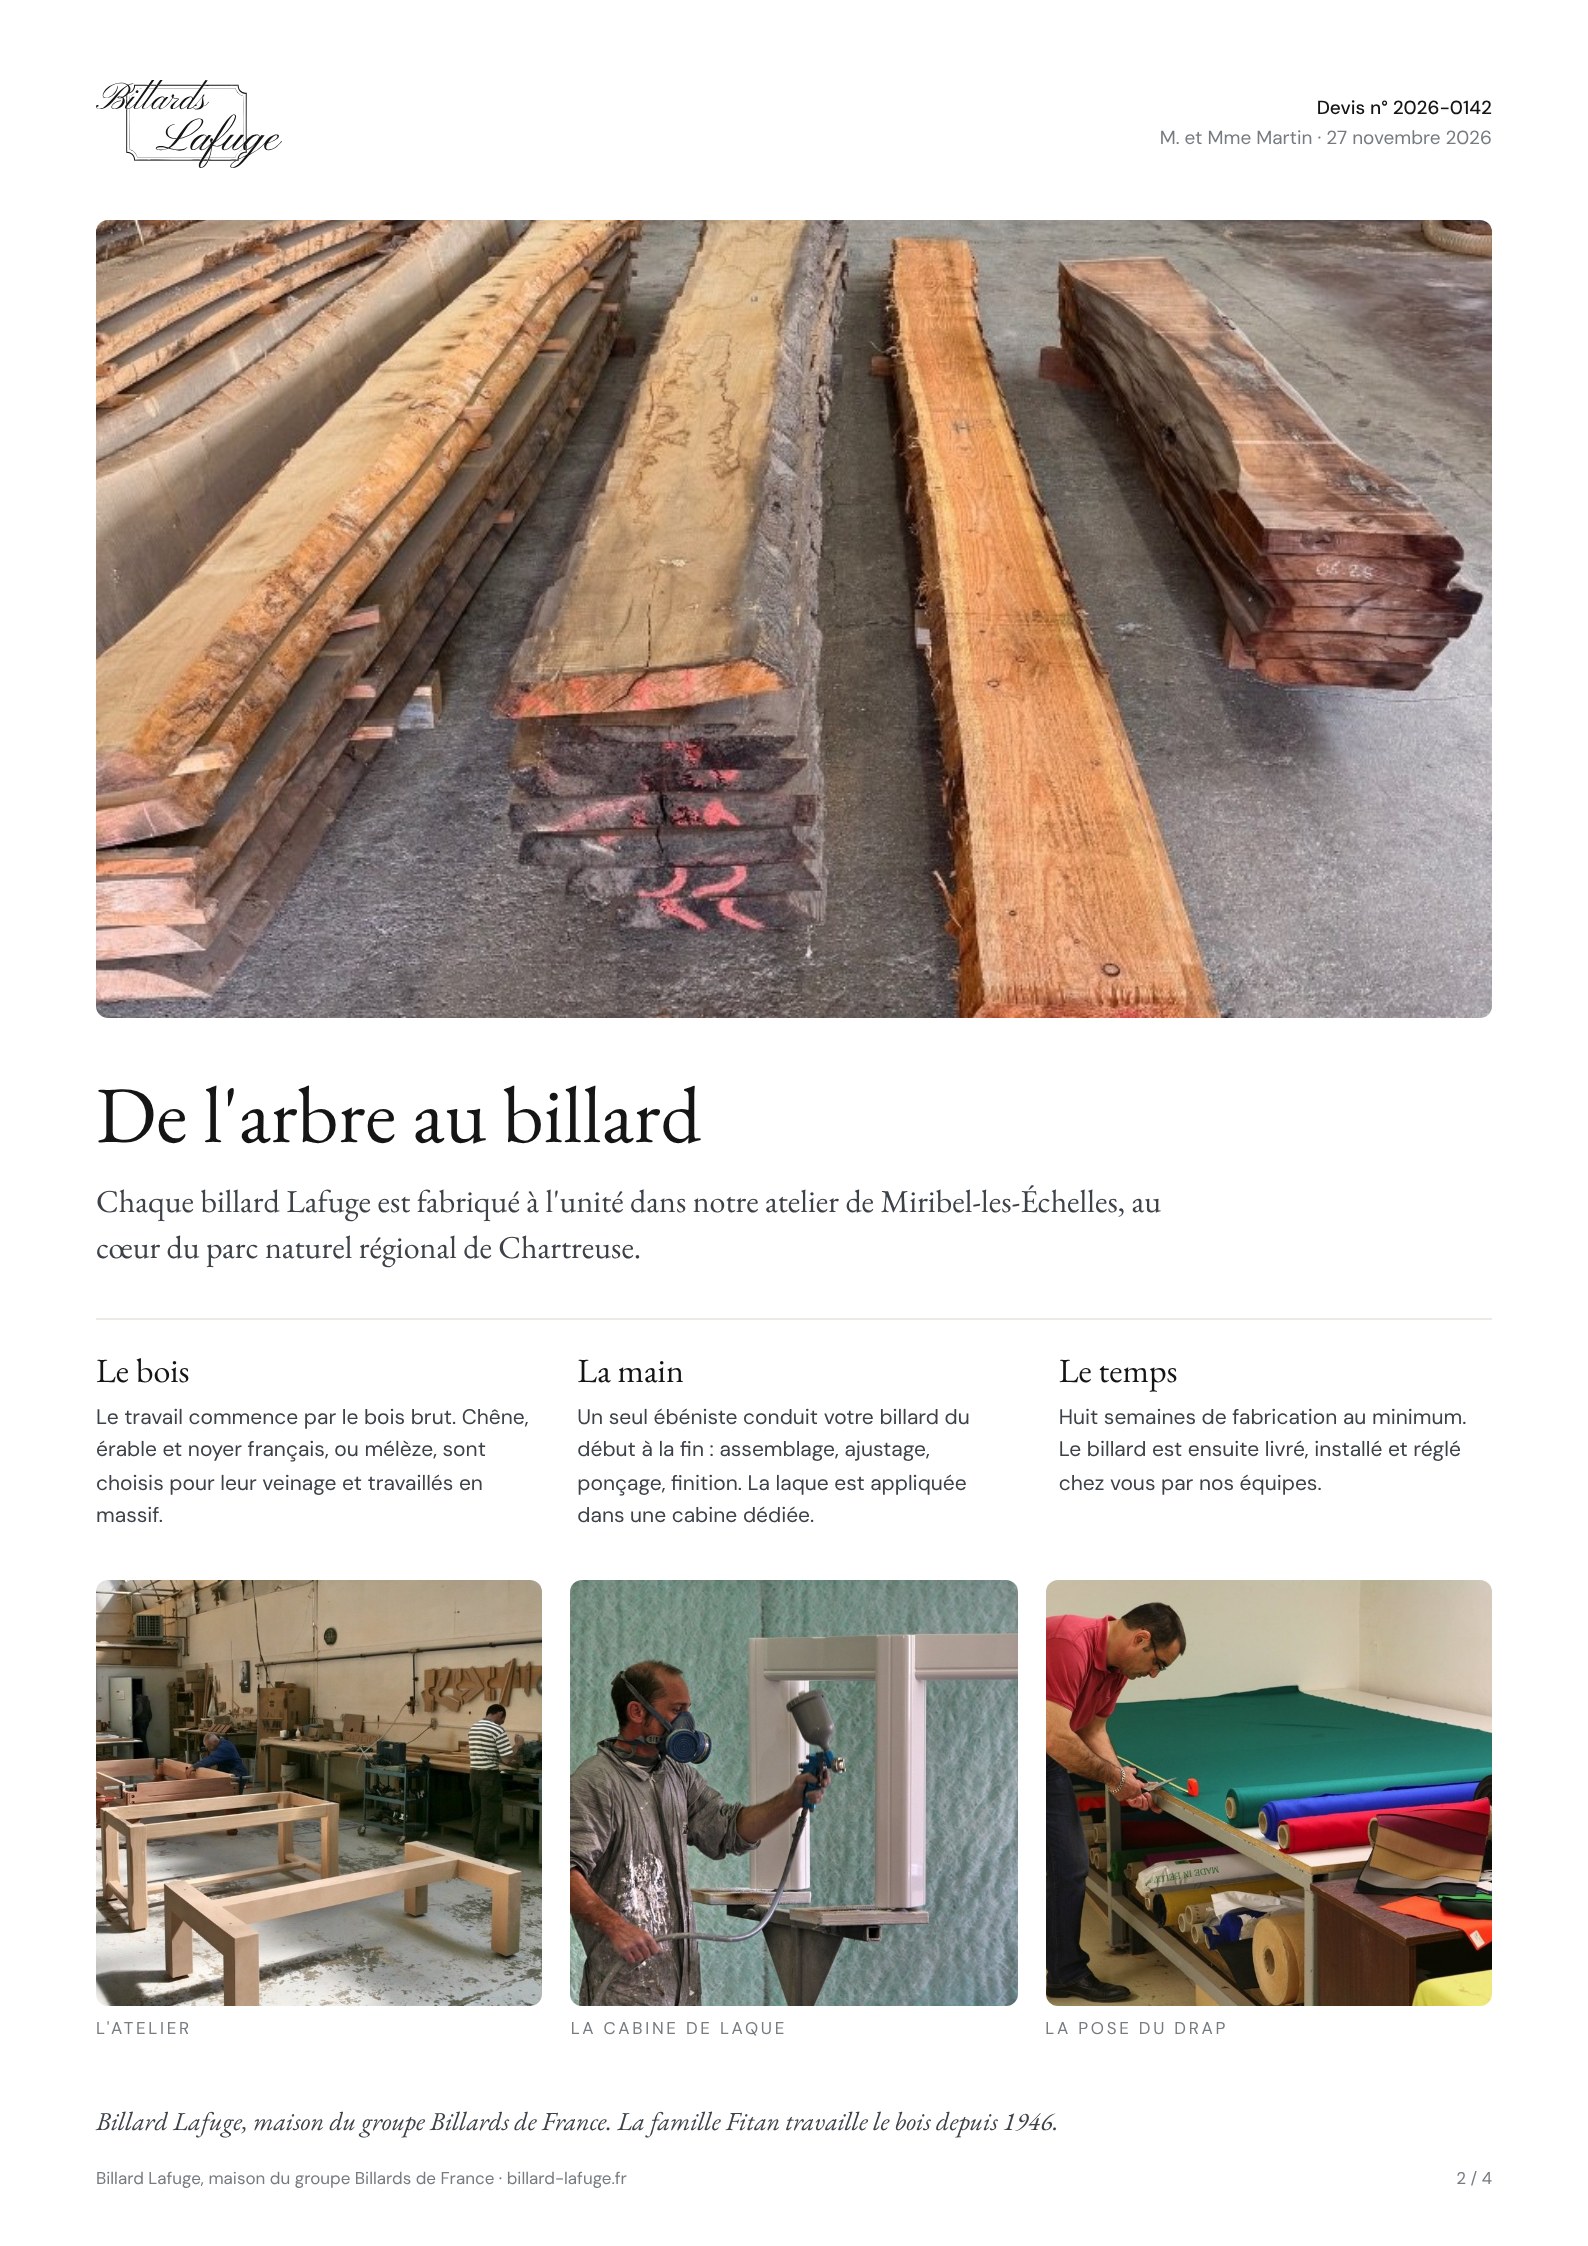 Billards
Lafuge
Devis n° 2026-0142
M. et Mme Martin · 27 novembre 2026
De l'arbre au billard
Chaque billard Lafuge est fabriqué à l'unité dans notre atelier de Miribel-les-Échelles, au
cœur du parc naturel régional de Chartreuse.
Le bois
Le travail commence par le bois brut. Chêne,
érable et noyer français, ou mélèze, sont
choisis pour leur veinage et travaillés en
massif.
La main
Un seul ébéniste conduit votre billard du
début à la fin : assemblage, ajustage,
ponçage, finition. La laque est appliquée
dans une cabine dédiée.
Le temps
Huit semaines de fabrication au minimum.
Le billard est ensuite livré, installé et réglé
chez vous par nos équipes.
L'ATELIER
LA CABINE DE LAQUE
LA POSE DU DRAP
Billard Lafuge, maison du groupe Billards de France. La famille Fitan travaille le bois depuis 1946.
Billard Lafuge, maison du groupe Billards de France · billard-lafuge.fr
2 / 4